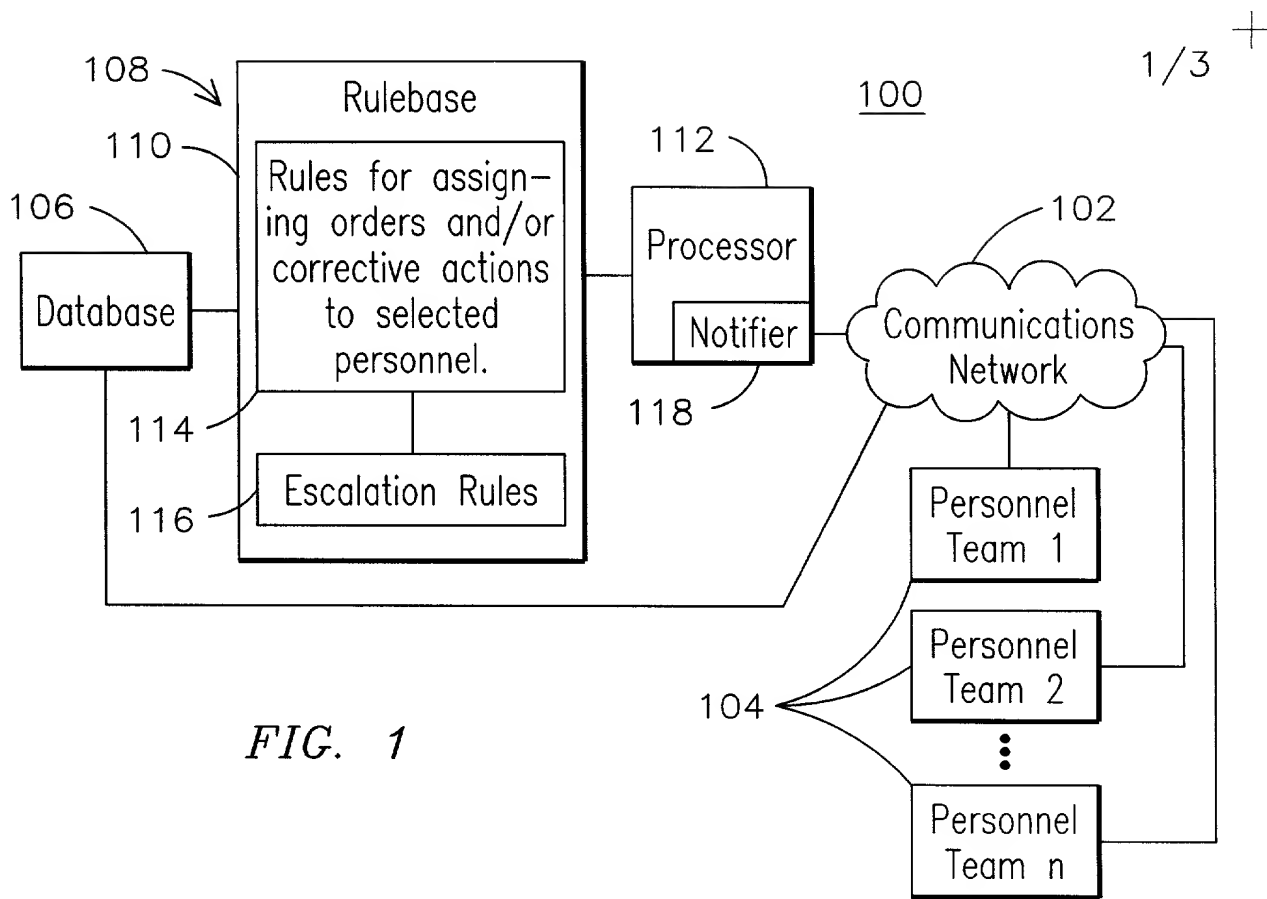 1/3
100
108
Rulebase
110
Rules for assign-
ing orders and/or
corrective actions
to selected
personnel.
112
106
102
Processor
Database
Notifier
Communications
Network
118
114
Escalation Rules
116
Personnel
Team 1
Personnel
Team 2
104
FIG. 1
Personnel
Team n